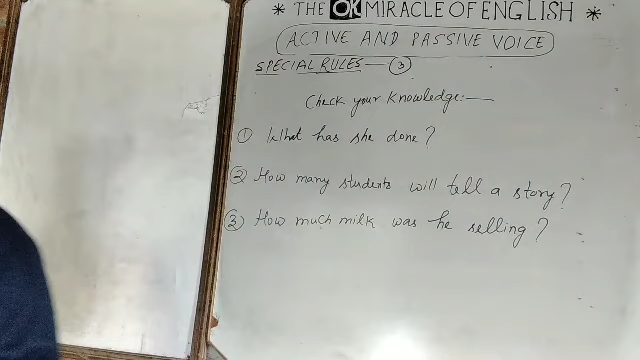 * THE OK MIRACLE OF ENGLISH *
ACTIVE AND PASSIVE VOICE
SPECIAL RULES — ③
Check your Knowledge:—
① What has she done?
② How many students will tell a story?
③ How much milk was he selling?